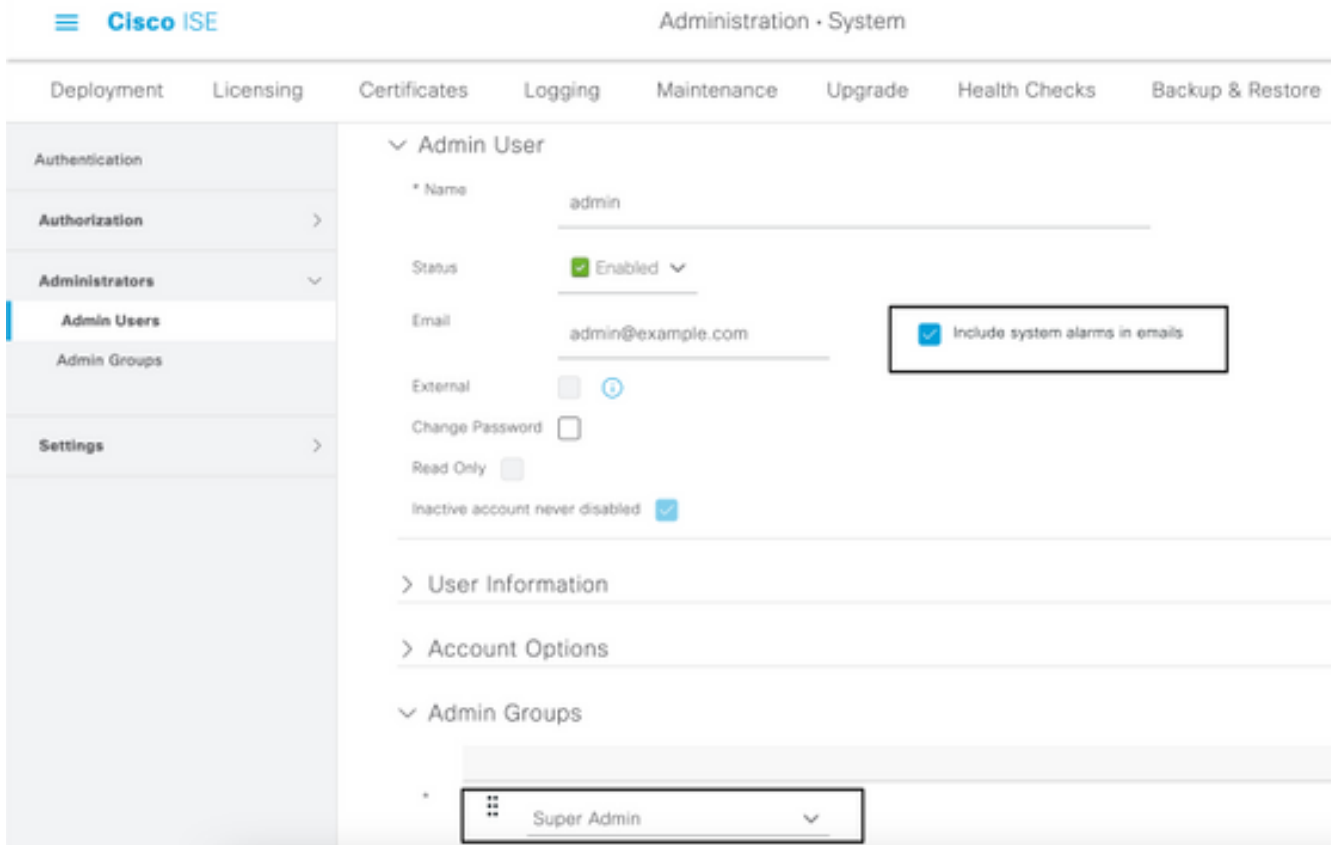 Cisco ISE
Administration · System
Deployment Licensing Certificates Logging Maintenance Upgrade Health Checks Backup & Restore
Authentication
Authorization
Administrators
Admin Users
Admin Groups
Settings
Admin User
* Name
admin
Status
Enabled
Email
admin@example.com
Include system alarms in emails
External
Change Password
Read Only
Inactive account never disabled
User Information
Account Options
Admin Groups
*
Super Admin